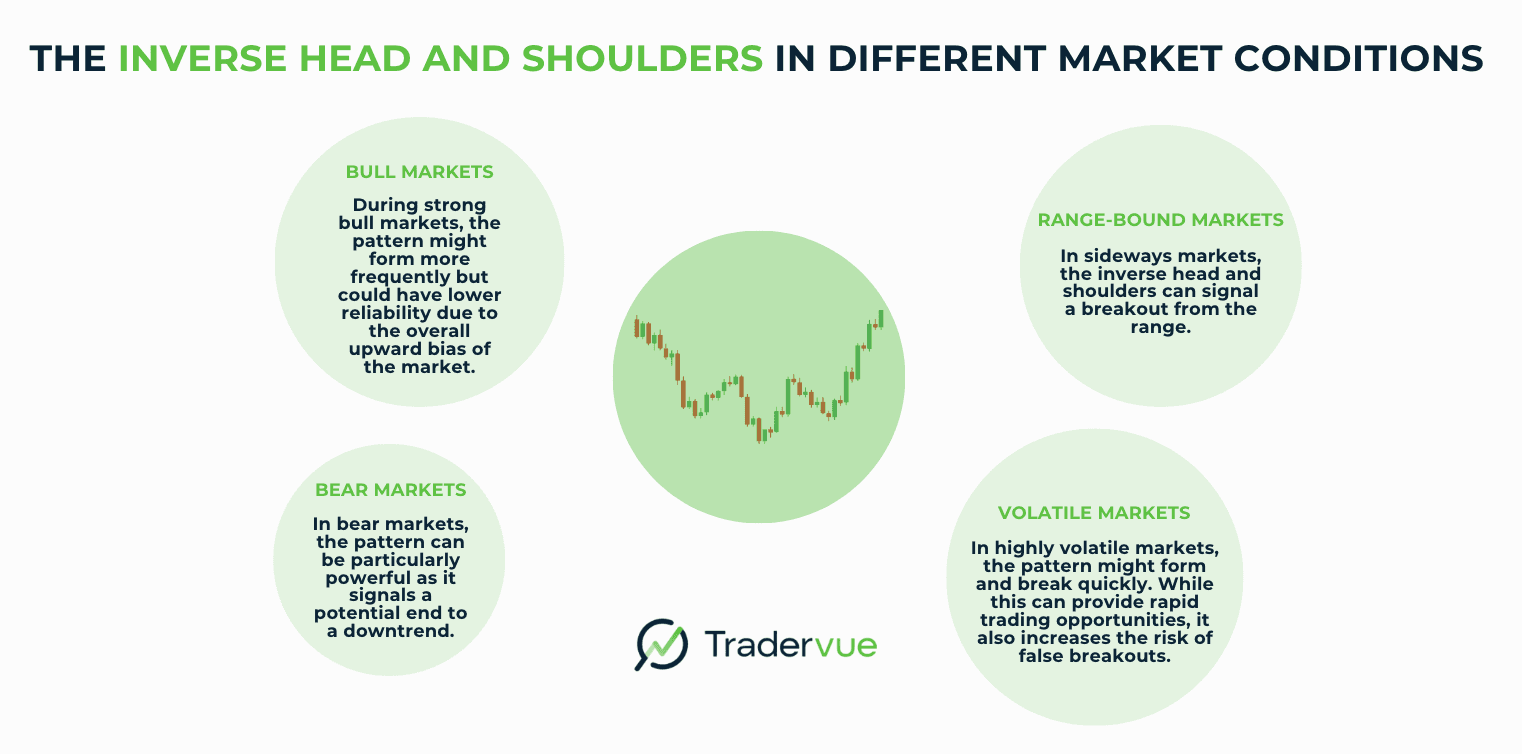 THE INVERSE HEAD AND SHOULDERS IN DIFFERENT MARKET CONDITIONS
BULL MARKETS
During strong
bull markets, the
pattern might
form more
frequently but
could have lower
reliability due to
the overall
upward bias of
the market.
BEAR MARKETS
In bear markets,
the pattern can
be particularly
powerful as it
signals a
potential end to
a downtrend.
RANGE-BOUND MARKETS
In sideways markets,
the inverse head and
shoulders can signal
a breakout from the
range.
VOLATILE MARKETS
In highly volatile markets,
the pattern might form
and break quickly. While
this can provide rapid
trading opportunities, it
also increases the risk of
false breakouts.
Tradervue